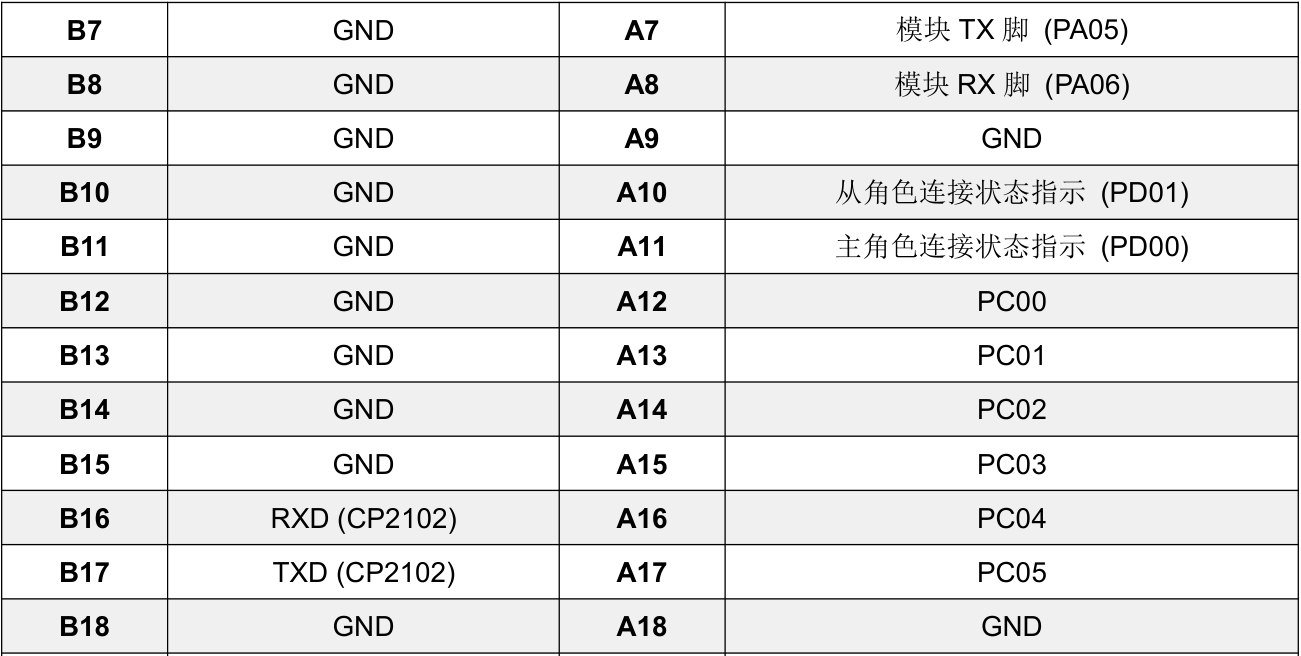 B7 GND A7 模块 TX 脚 (PA05)
B8 GND A8 模块 RX 脚 (PA06)
B9 GND A9 GND
B10 GND A10 从角色连接状态指示 (PD01)
B11 GND A11 主角色连接状态指示 (PD00)
B12 GND A12 PC00
B13 GND A13 PC01
B14 GND A14 PC02
B15 GND A15 PC03
B16 RXD (CP2102) A16 PC04
B17 TXD (CP2102) A17 PC05
B18 GND A18 GND